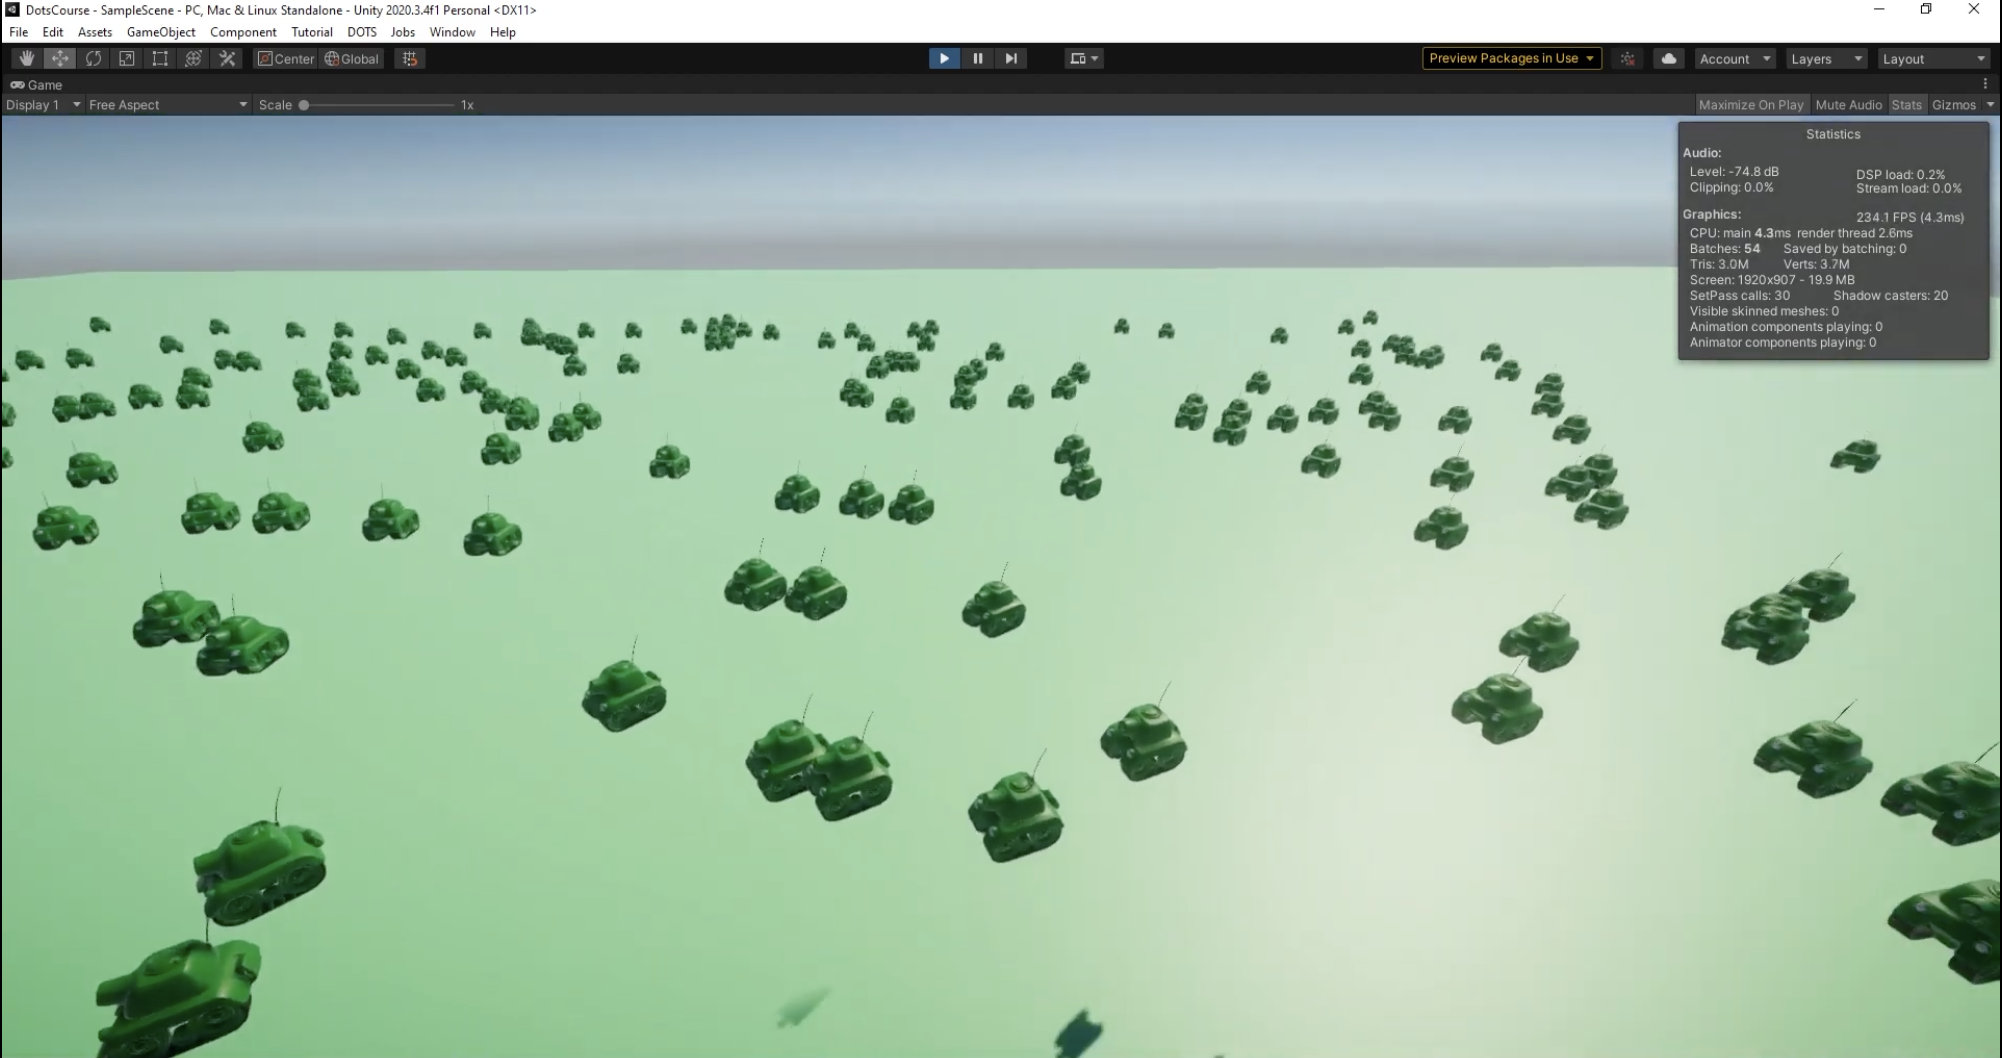 DotsCourse - SampleScene - PC, Mac & Linux Standalone - Unity 2020.3.4f1 Personal <DX11>
File Edit Assets GameObject Component Tutorial DOTS Jobs Window Help
Center Global Preview Packages in Use Account Layers Layout
Game
Display 1 Free Aspect Scale 1x Maximize On Play Mute Audio Stats Gizmos
Statistics
Audio:
Level: -74.8 dB DSP load: 0.2%
Clipping: 0.0% Stream load: 0.0%
Graphics: 234.1 FPS (4.3ms)
CPU: main 4.3ms render thread 2.6ms
Batches: 54 Saved by batching: 0
Tris: 3.0M Verts: 3.7M
Screen: 1920x907 - 19.9 MB
SetPass calls: 30 Shadow casters: 20
Visible skinned meshes: 0
Animation components playing: 0
Animator components playing: 0